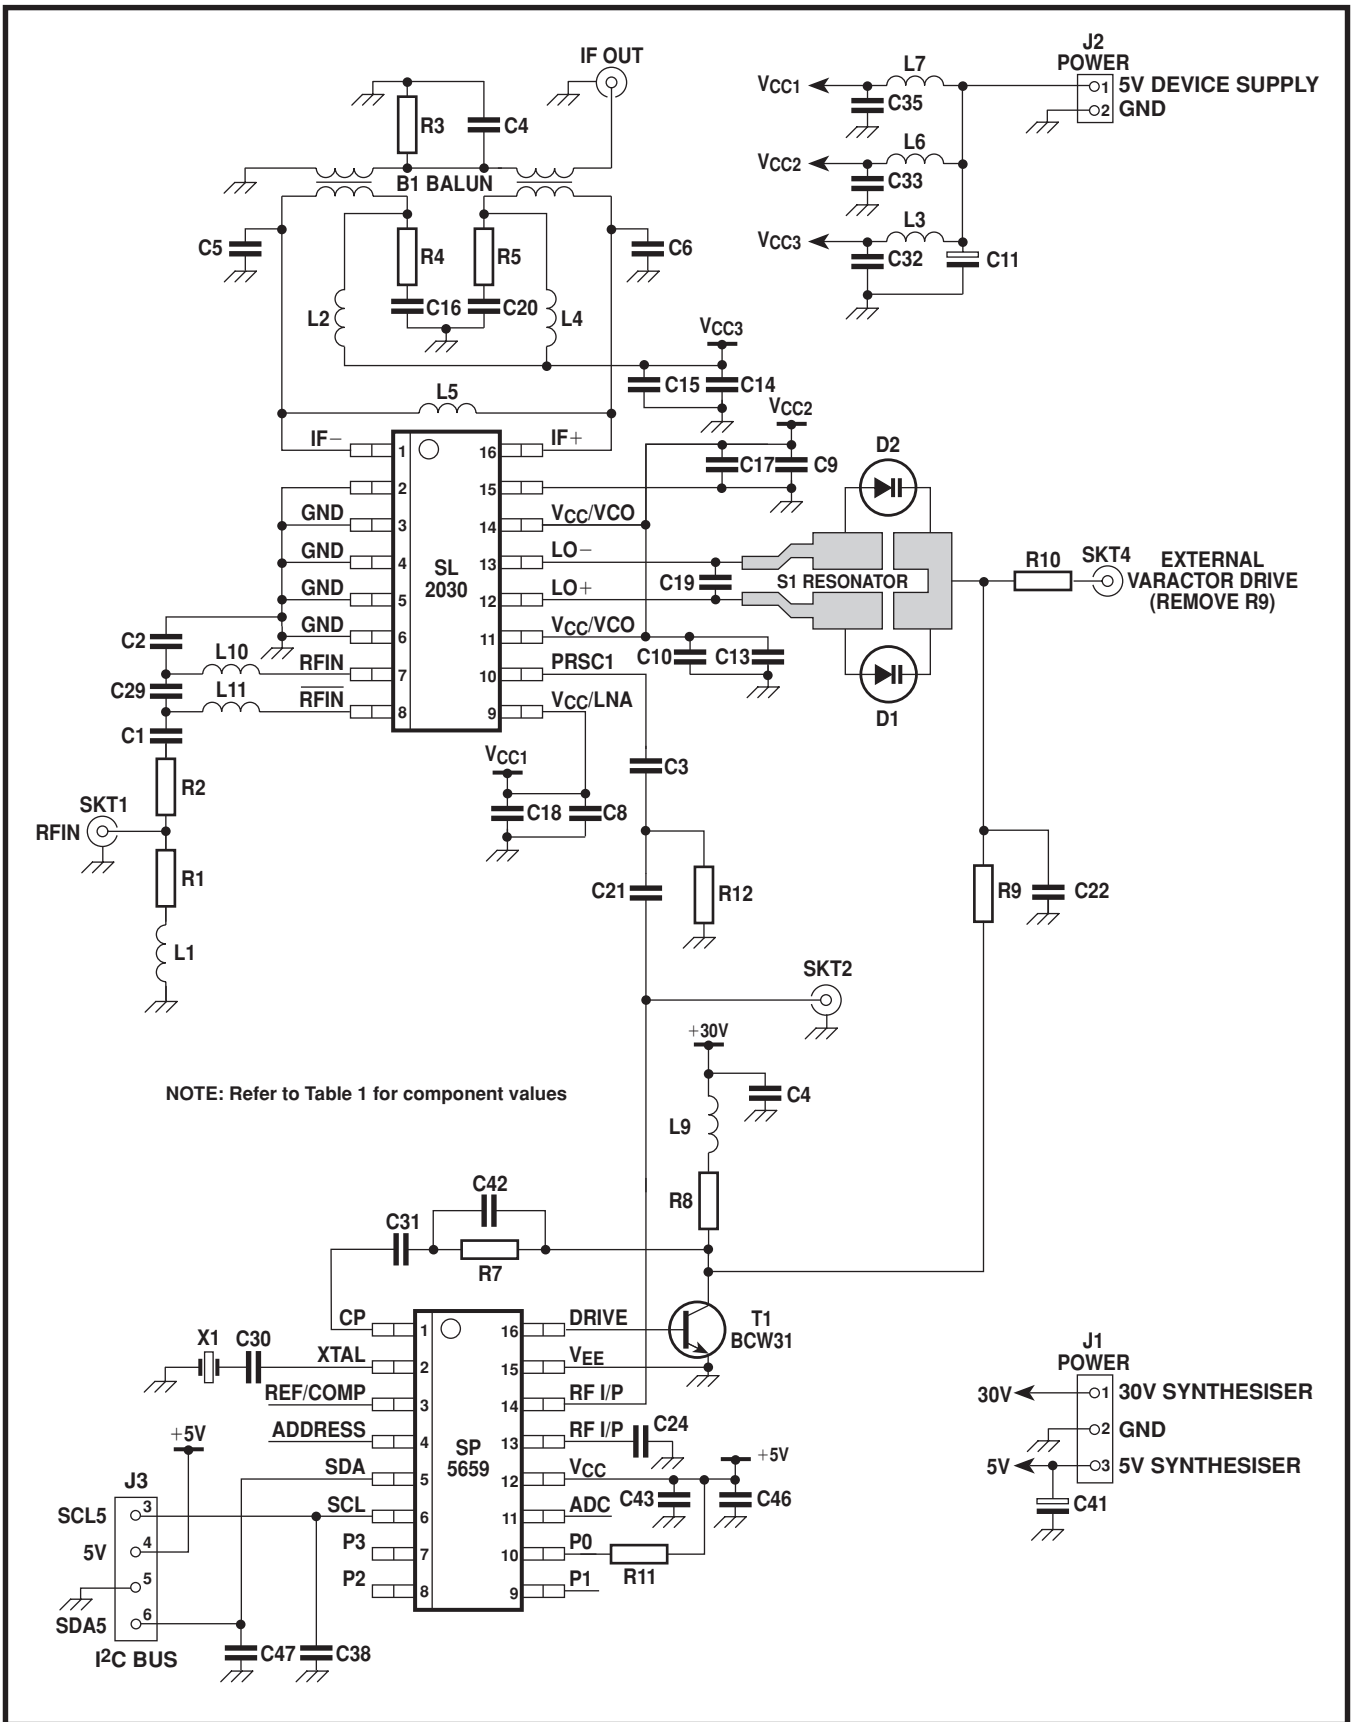 IF OUT
J2
POWER
L7
VCC1
1 5V DEVICE SUPPLY
2 GND
C35
R3
C4
L6
VCC2
C33
B1 BALUN
L3
VCC3
C32
C11
C5
R4
R5
C6
C16
C20
L2
L4
VCC3
C15
C14
L5
VCC2
IF−
1
16
IF+
C17
C9
D2
2
15
GND
3
14
VCC/VCO
GND
4
SL
2030
13
LO−
C19
S1 RESONATOR
R10
SKT4
EXTERNAL
VARACTOR DRIVE
(REMOVE R9)
GND
5
12
LO+
GND
6
11
VCC/VCO
C2
C10
C13
L10
RFIN
7
10
PRSC1
C29
L11
RFIN
8
9
VCC/LNA
D1
C1
VCC1
C3
R2
SKT1
C18
C8
RFIN
R1
C21
R12
R9
C22
L1
SKT2
+30V
NOTE: Refer to Table 1 for component values
C4
L9
C42
R8
C31
R7
CP
1
16
DRIVE
T1
BCW31
X1
C30
XTAL
2
15
VEE
J1
POWER
REF/COMP
3
14
RF I/P
30V
1 30V SYNTHESISER
ADDRESS
4
SP
5659
13
RF I/P
C24
2 GND
+5V
SDA
5
12
VCC
+5V
5V
3 5V SYNTHESISER
J3
C43
C46
C41
SCL5
3
SCL
6
11
ADC
5V
4
P3
7
10
P0
R11
5
P2
8
9
P1
SDA5
6
C47
C38
I2C BUS